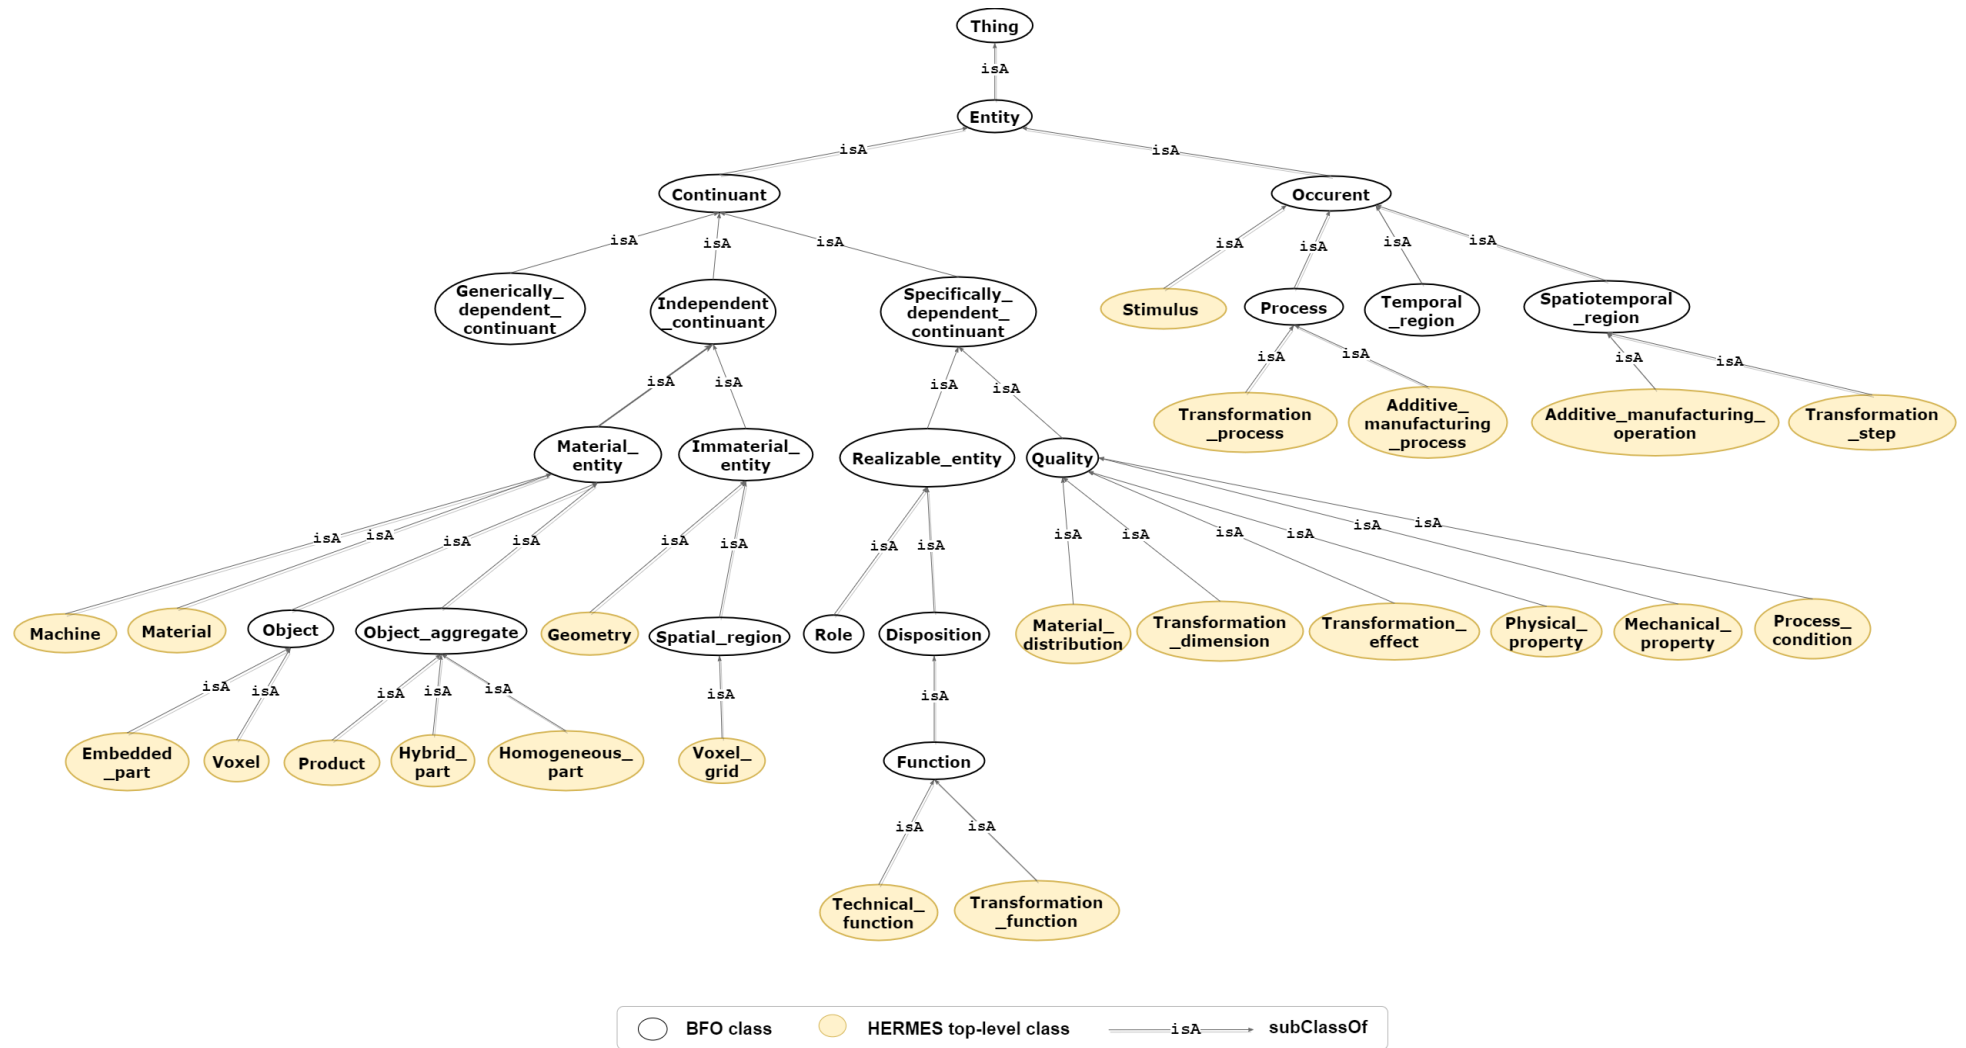 Thing
isA
Entity
isA
isA
Continuant
Occurent
isA
isA
isA
isA
isA
isA
isA
Generically_
dependent_
continuant
Independent
_continuant
Specifically_
dependent_
continuant
Stimulus
Process
Temporal
_region
Spatiotemporal
_region
isA
isA
isA
isA
isA
isA
isA
isA
Transformation
_process
Additive_
manufacturing
_process
Additive_manufacturing_
operation
Transformation
_step
Material_
entity
Immaterial_
entity
Realizable_entity
Quality
isA
isA
isA
isA
isA
isA
isA
isA
isA
isA
isA
isA
isA
isA
Machine
Material
Object
Object_aggregate
Geometry
Spatial_region
Role
Disposition
Material_
distribution
Transformation
_dimension
Transformation_
effect
Physical_
property
Mechanical_
property
Process_
condition
isA
isA
isA
isA
isA
isA
isA
Embedded
_part
Voxel
Product
Hybrid_
part
Homogeneous_
part
Voxel_
grid
Function
isA
isA
Technical_
function
Transformation
_function
BFO class
HERMES top-level class
isA
subClassOf